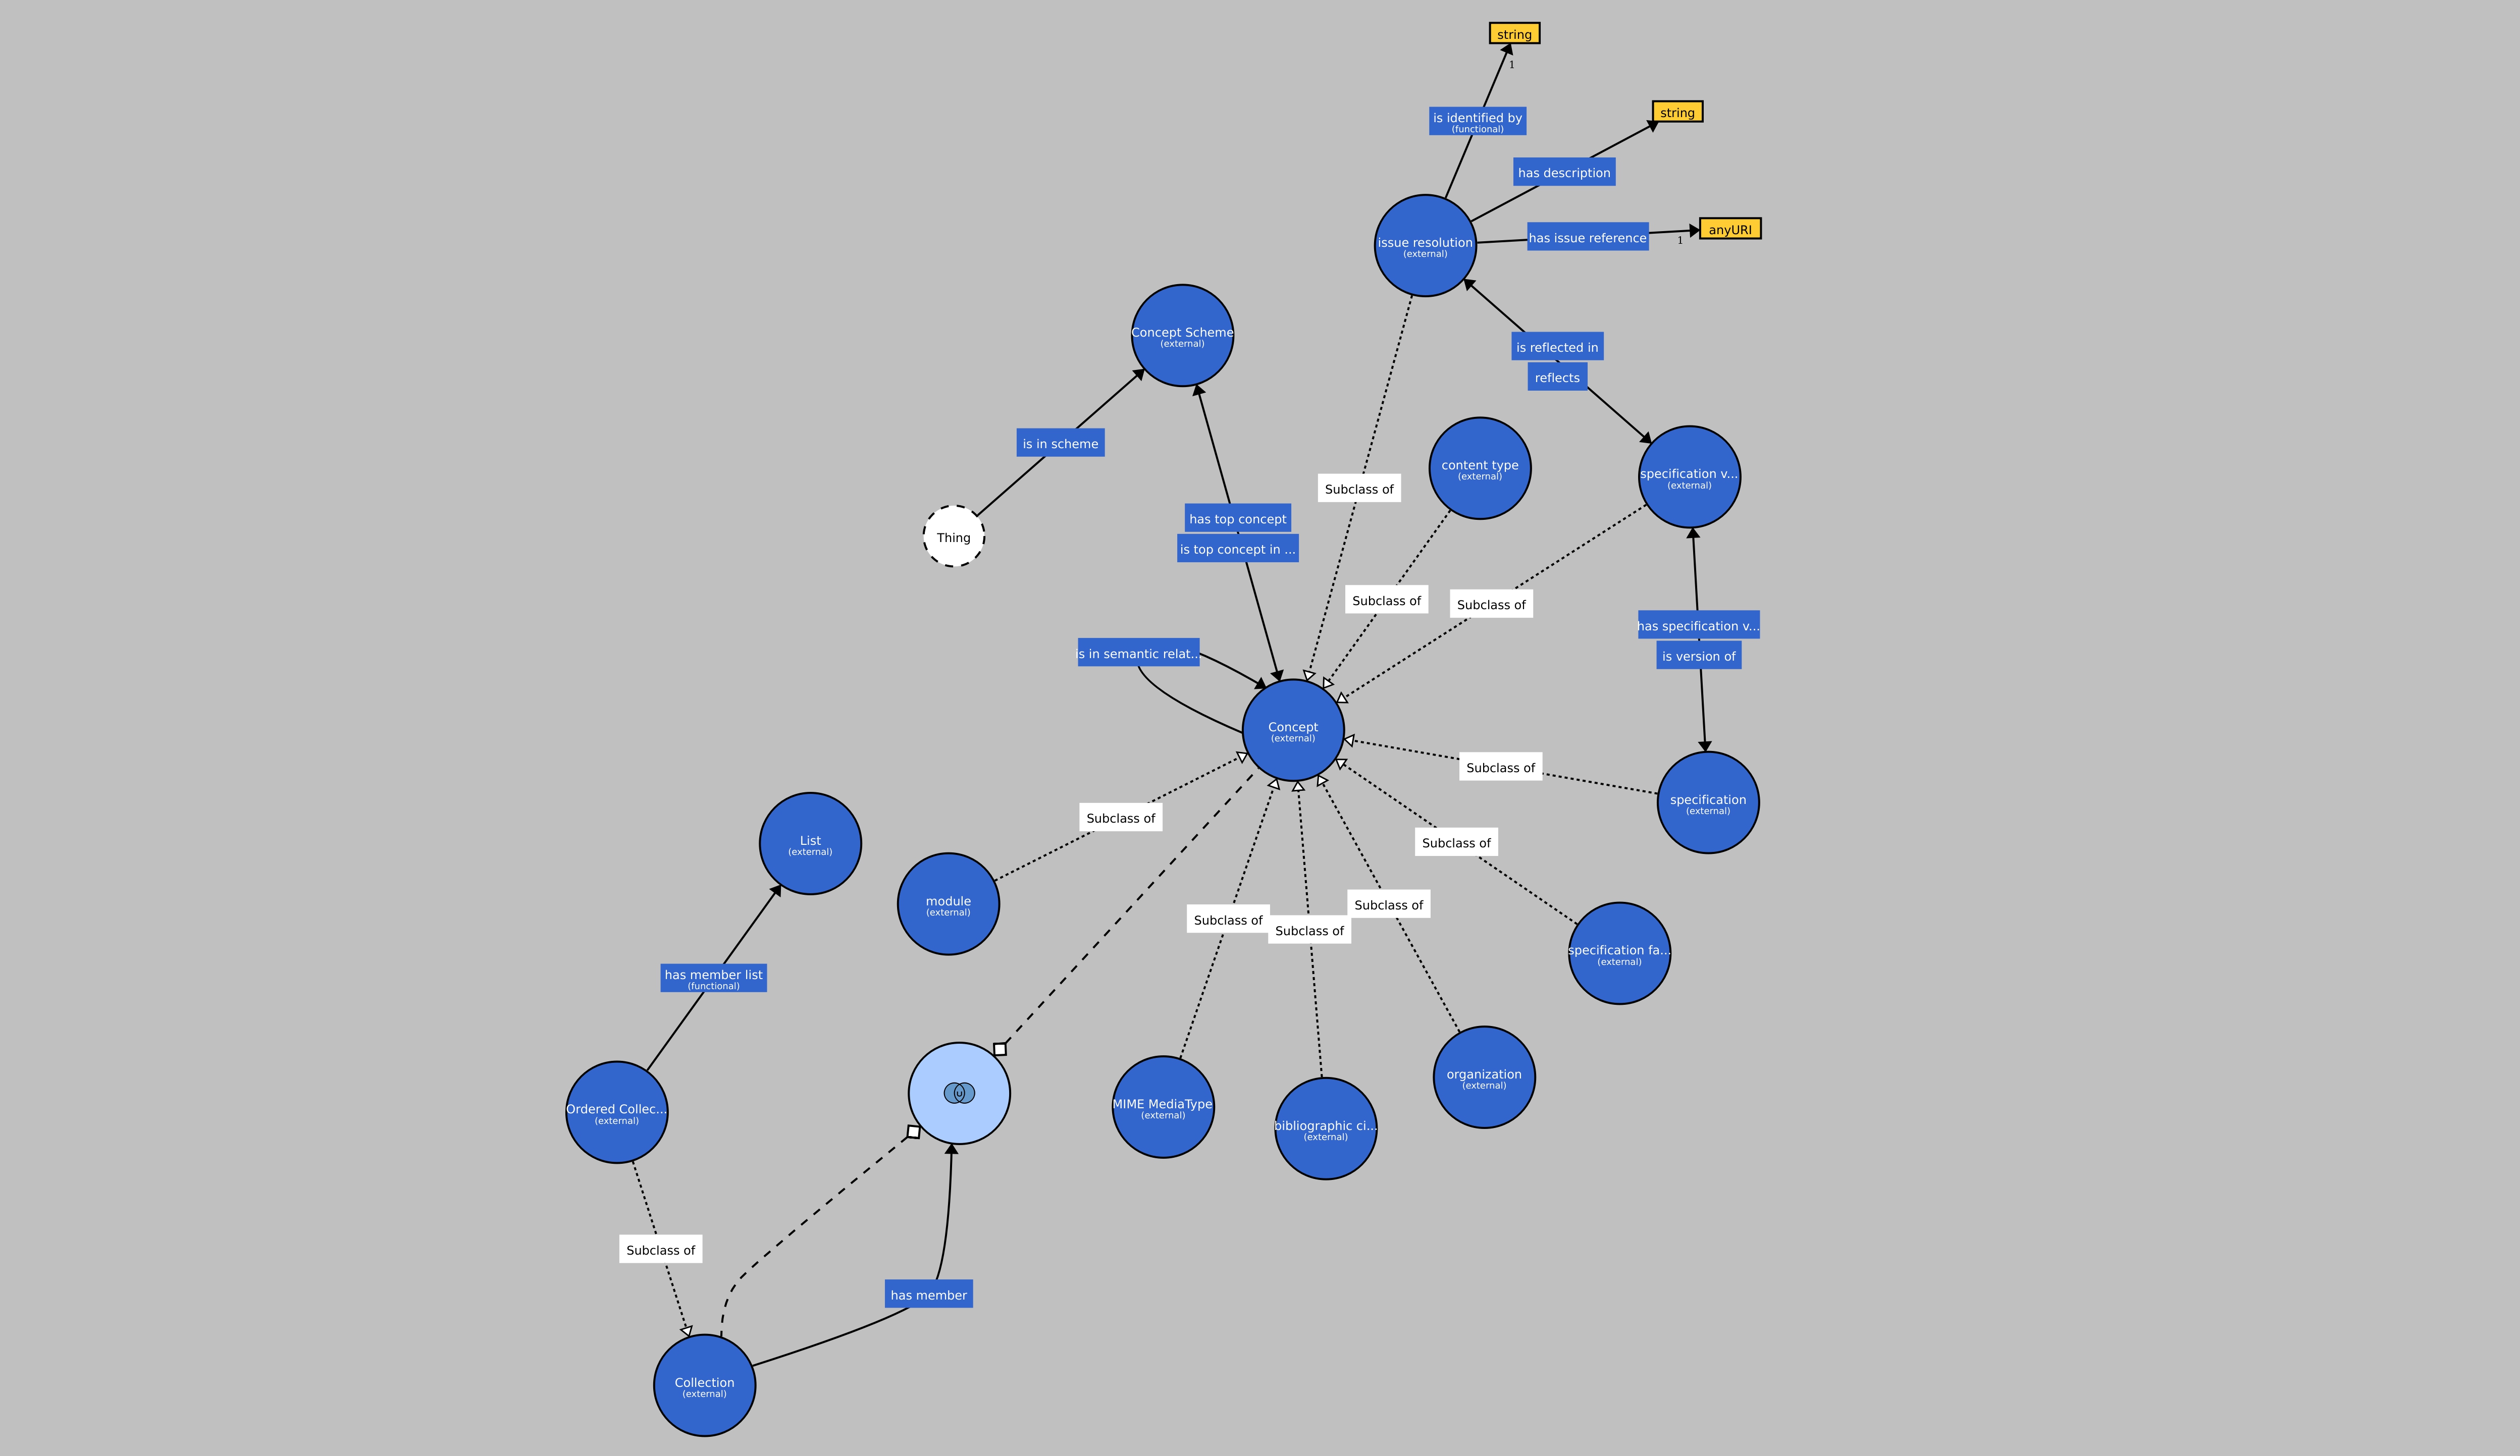 string
1
string
is identified by
(functional)
has description
issue resolution
(external)
has issue reference
1
anyURI
Concept Scheme
(external)
is reflected in
reflects
is in scheme
content type
(external)
specification v...
(external)
Subclass of
has top concept
is top concept in ...
Thing
Subclass of
Subclass of
has specification v...
is version of
is in semantic relat...
Concept
(external)
Subclass of
specification
(external)
Subclass of
List
(external)
Subclass of
module
(external)
Subclass of
Subclass of
Subclass of
specification fa...
(external)
has member list
(functional)
Ordered Collec...
(external)
∪
MIME MediaType
(external)
bibliographic ci...
(external)
organization
(external)
Subclass of
has member
Collection
(external)